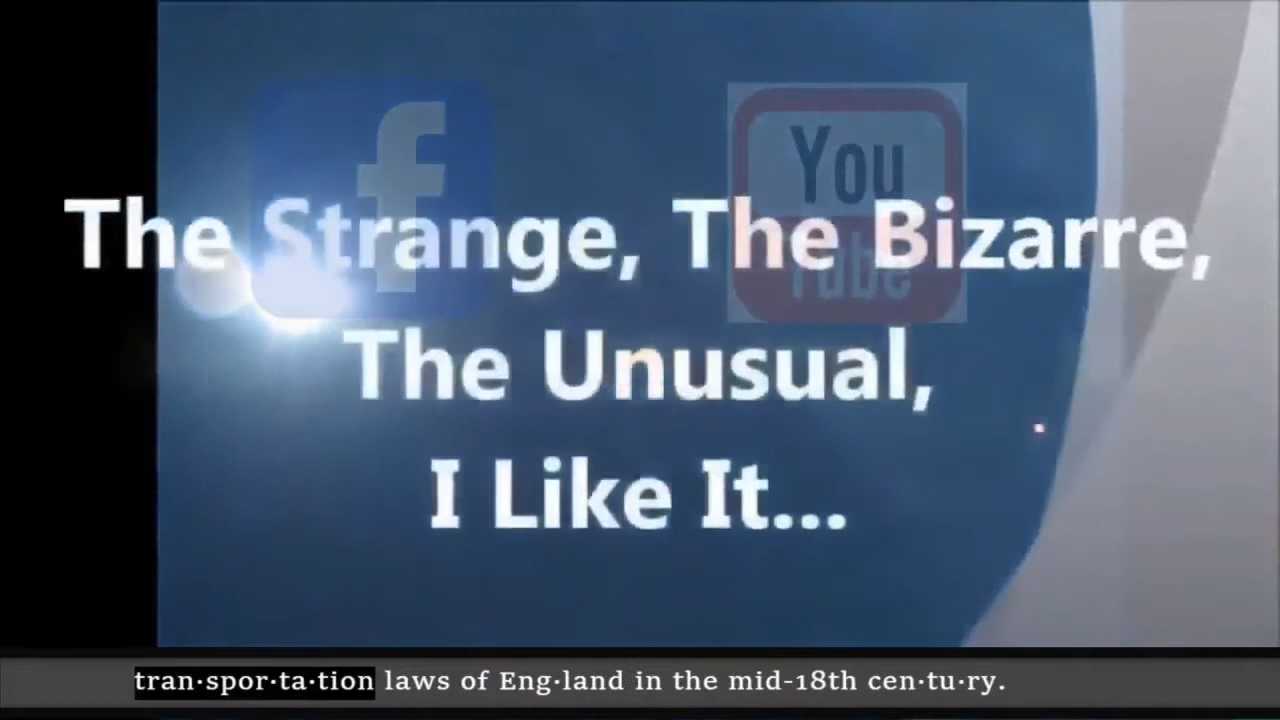 f
You
Tube
The Strange, The Bizarre,
The Unusual,
I Like It...
tran·spor·ta·tion laws of Eng·land in the mid-18th cen·tu·ry.